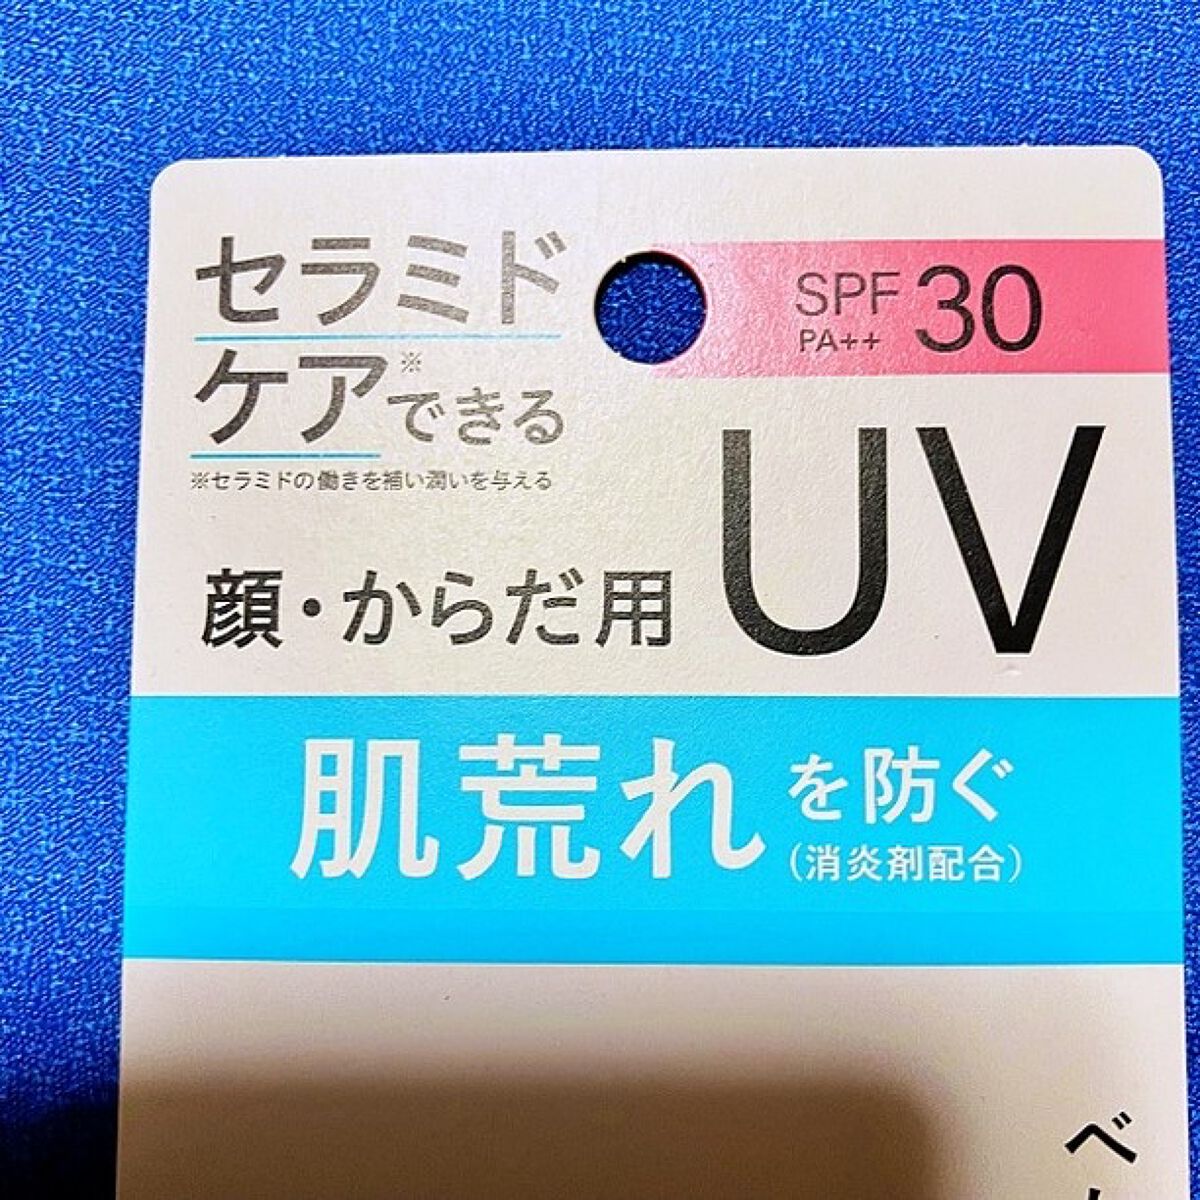 セラミド
ケア※できる
※セラミドの働きを補い潤いを与える
SPF30
PA++
顔・からだ用
UV
肌荒れを防ぐ
(消炎剤配合)
べ